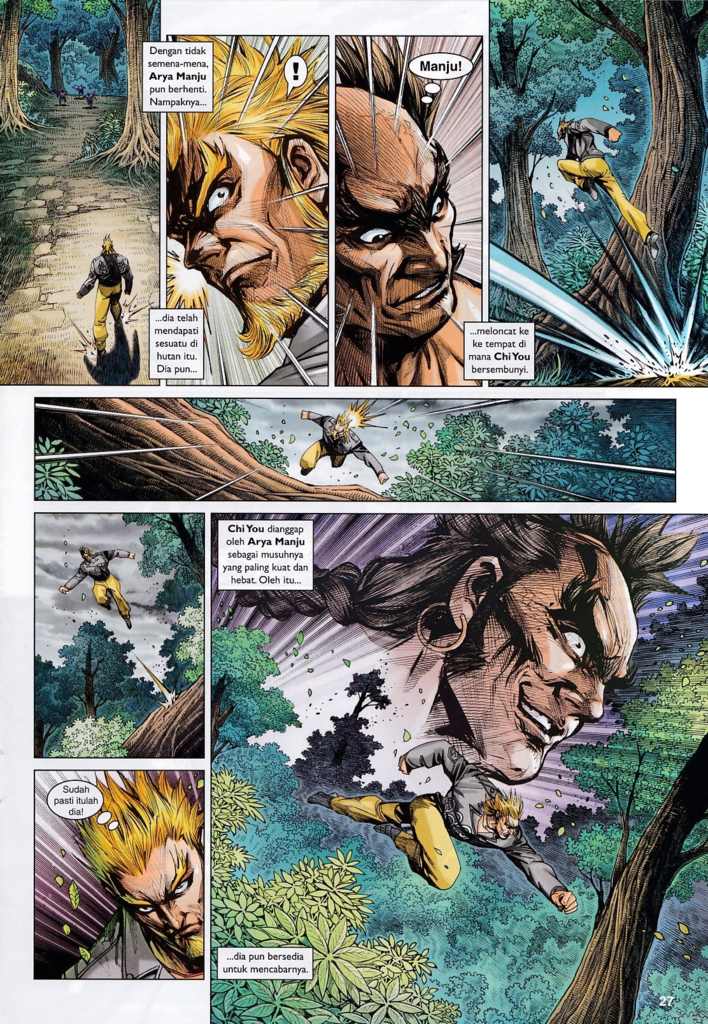 Dengan tidak
semena-mena,
Arya Manju
pun berhenti.
Nampaknya...
!
Manju!
...dia telah
mendapati
sesuatu di
hutan itu.
Dia pun...
...meloncat ke
ke tempat di
mana Chi You
bersembunyi.
Chi You dianggap
oleh Arya Manju
sebagai musuhnya
yang paling kuat dan
hebat. Oleh itu...
Sudah
pasti itulah
dia!
...dia pun bersedia
untuk mencabarnya.
27